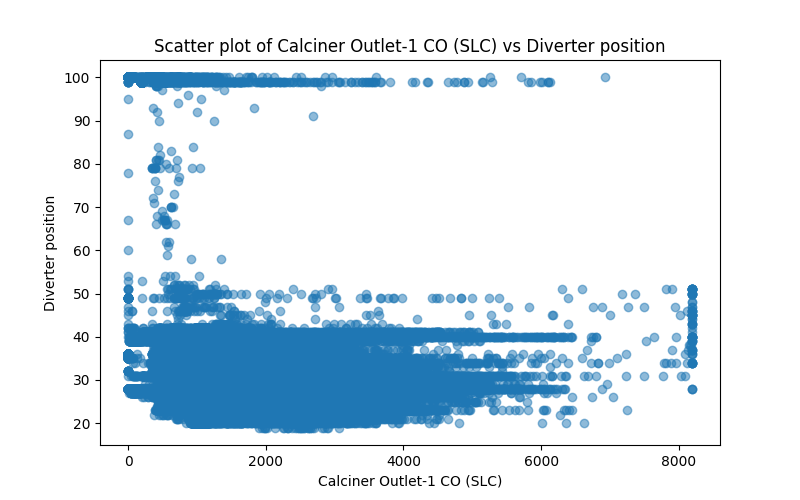 Scatter plot of Calciner Outlet-1 CO (SLC) vs Diverter position
100
90
80
70
60
50
40
30
20
Diverter position
0 2000 4000 6000 8000
Calciner Outlet-1 CO (SLC)